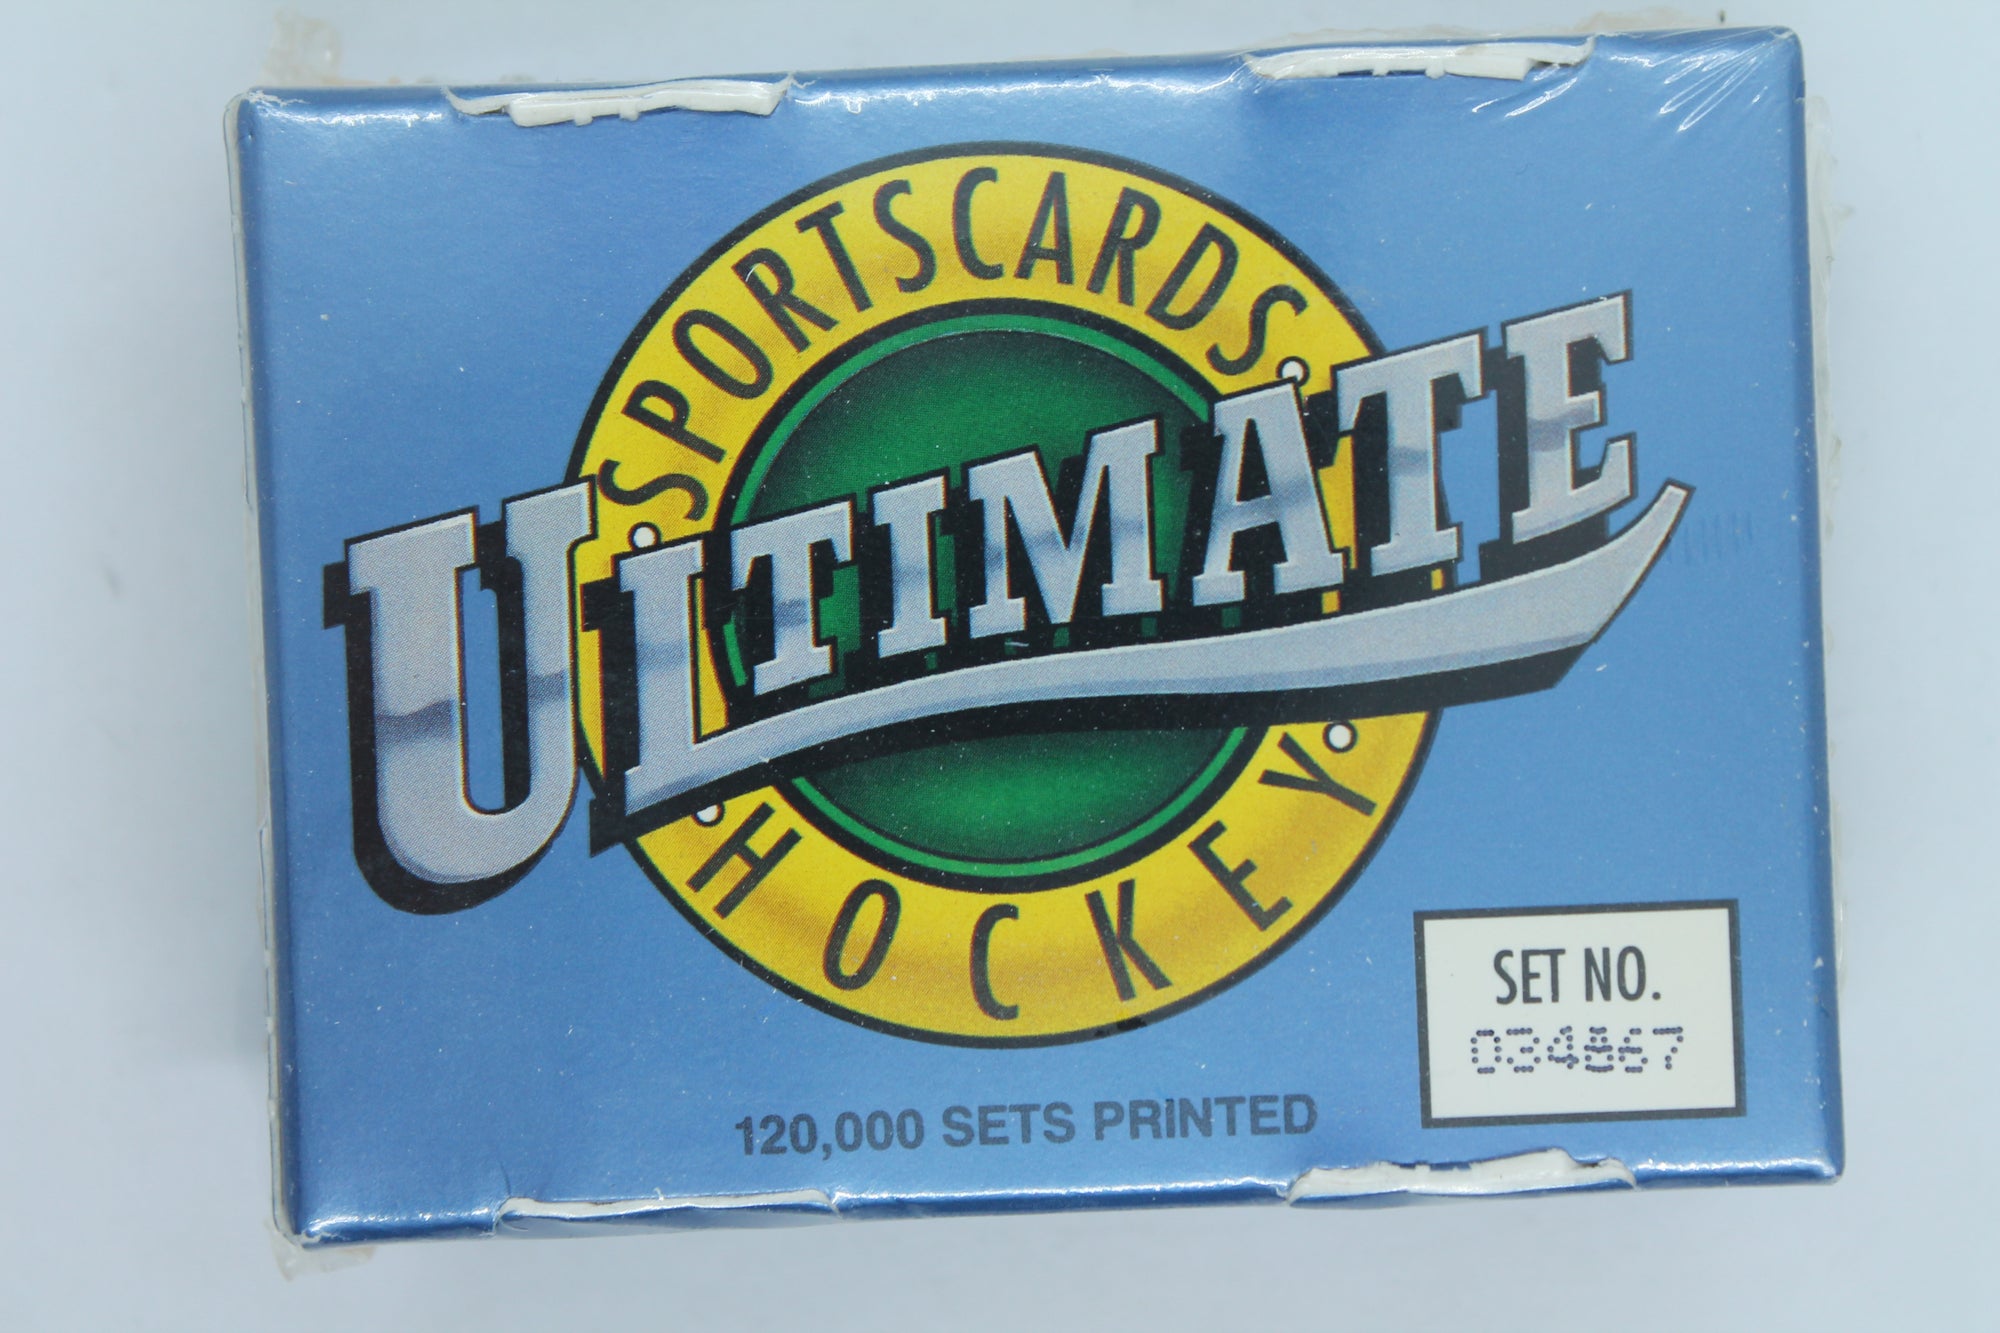 SPORTSCARDS
ULTIMATE
HOCKEY
SET NO.
034867
120,000 SETS PRINTED